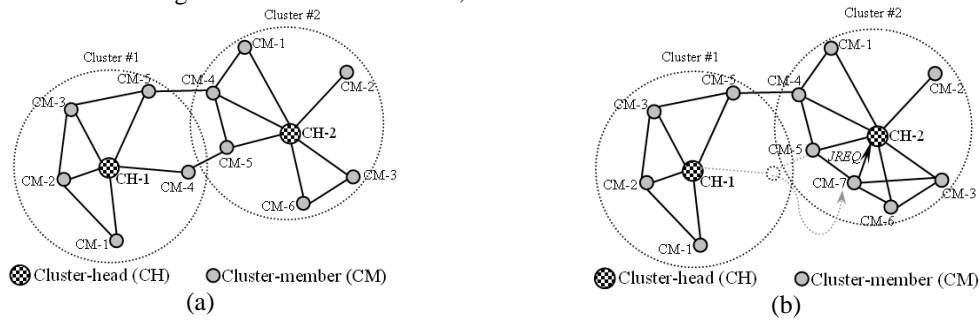 Cluster #2
Cluster #1
CM-1
CM-2
CM-5
CM-4
CM-3
CH-2
CM-5
CM-2
CH-1
CM-4
CM-3
CM-6
CM-1
Cluster-head (CH)
Cluster-member (CM)
(a)
Cluster #2
Cluster #1
CM-1
CM-2
CM-5
CM-4
CM-3
CH-2
CM-5
JREQ
CM-2
CH-1
CM-7
CM-3
CM-6
CM-1
Cluster-head (CH)
Cluster-member (CM)
(b)